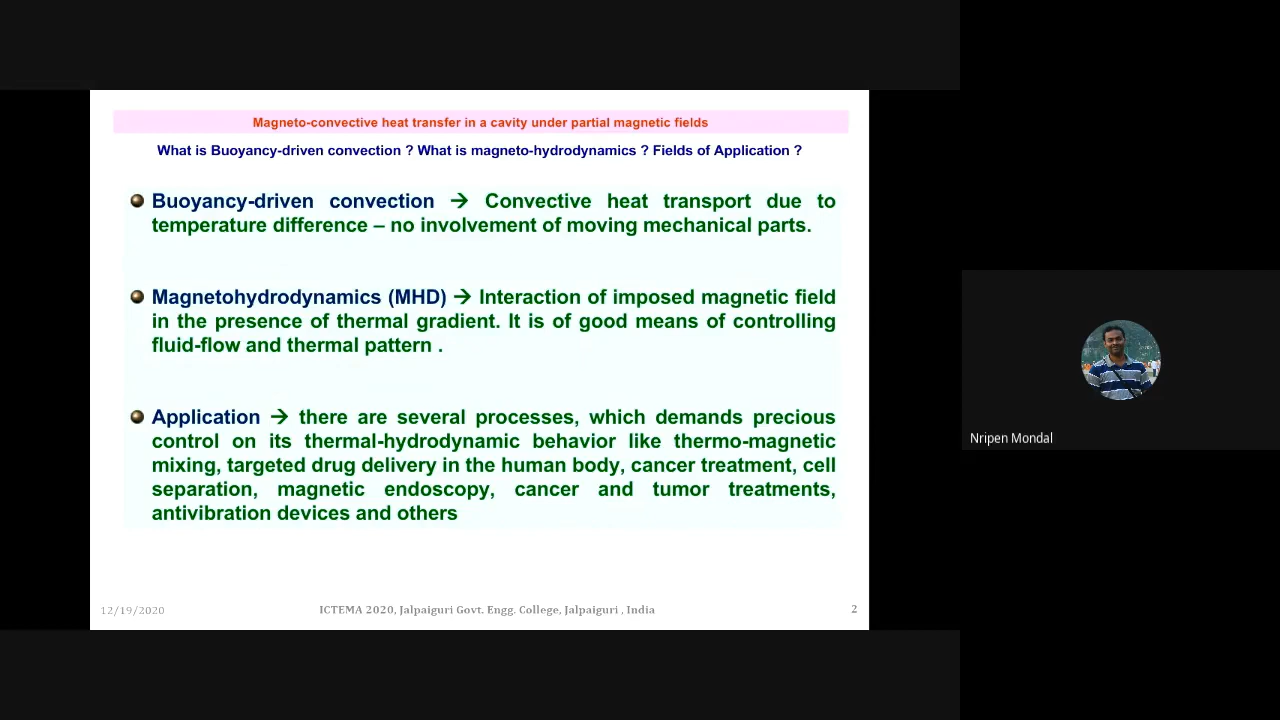 Magneto-convective heat transfer in a cavity under partial magnetic fields
What is Buoyancy-driven convection ? What is magneto-hydrodynamics ? Fields of Application ?
Buoyancy-driven convection → Convective heat transport due to
temperature difference – no involvement of moving mechanical parts.
Magnetohydrodynamics (MHD) → Interaction of imposed magnetic field
in the presence of thermal gradient. It is of good means of controlling
fluid-flow and thermal pattern .
Application → there are several processes, which demands precious
control on its thermal-hydrodynamic behavior like thermo-magnetic
mixing, targeted drug delivery in the human body, cancer treatment, cell
separation, magnetic endoscopy, cancer and tumor treatments,
antivibration devices and others
12/19/2020
ICTEMA 2020, Jalpaiguri Govt. Engg. College, Jalpaiguri , India
2
Nripen Mondal